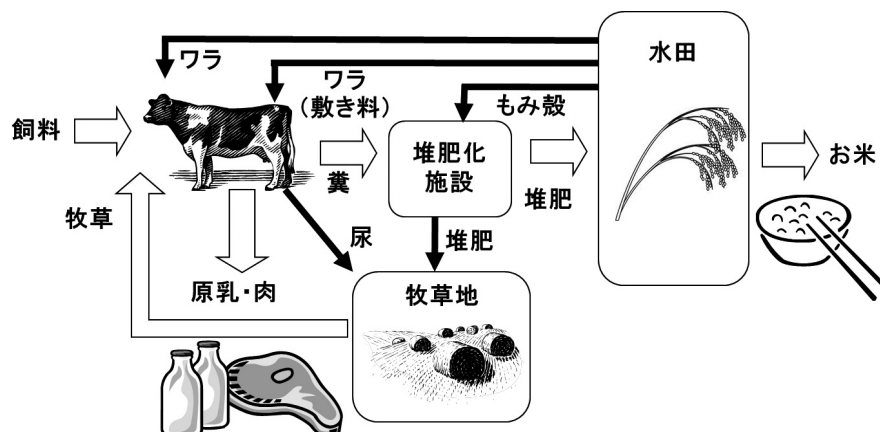 ワラ
水田
ワラ
（敷き料）
もみ殻
飼料
糞
堆肥化
施設
堆肥
お米
牧草
尿
堆肥
原乳・肉
牧草地